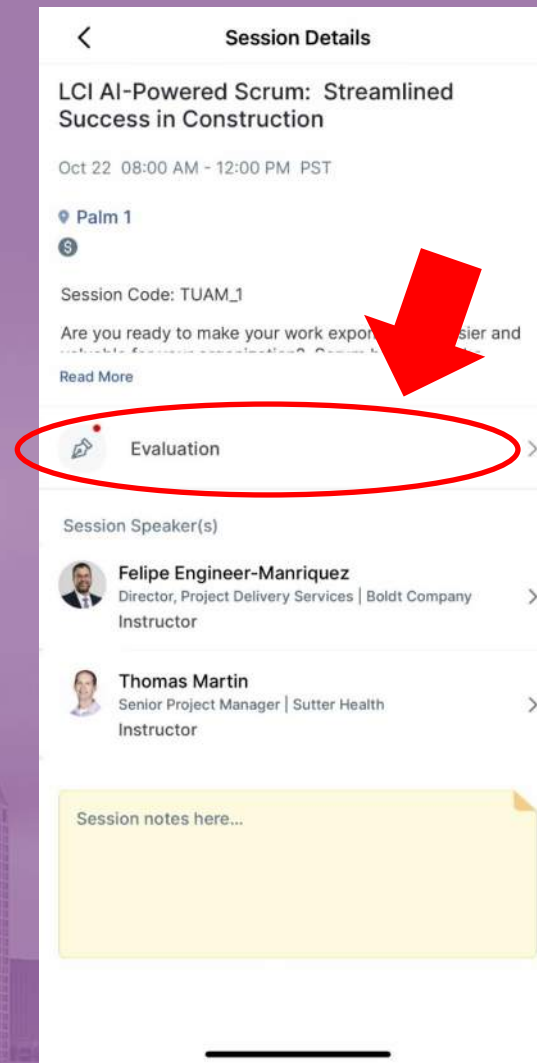 Session Details
LCI AI-Powered Scrum: Streamlined
Success in Construction
Oct 22 08:00 AM - 12:00 PM PST
Palm 1
Session Code: TUAM_1
Are you ready to make your work expon sier and
Read More
Evaluation
Session Speaker(s)
Felipe Engineer-Manriquez
Director, Project Delivery Services | Boldt Company
Instructor
Thomas Martin
Senior Project Manager | Sutter Health
Instructor
Session notes here...